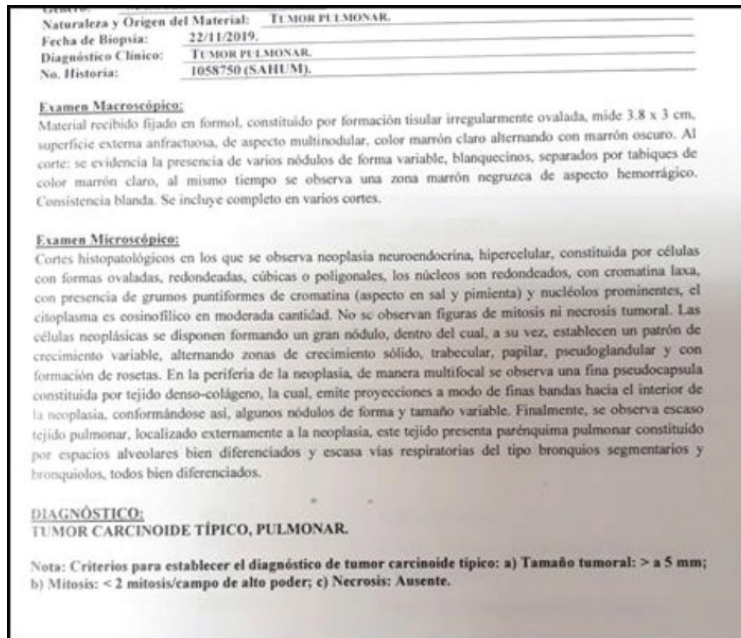 Naturaleza y Origen del Material: TUMOR PULMONAR.
Fecha de Biopsia: 22/11/2019.
Diagnóstico Clínico: TUMOR PULMONAR.
No. Historia: 1058750 (SAHUM).
Examen Macroscópico:
Material recibido fijado en formol, constituido por formación tisular irregularmente ovalada, mide 3.8 x 3 cm,
superficie externa anfractuosa, de aspecto multinodular, color marrón claro alternando con marrón oscuro. Al
corte: se evidencia la presencia de varios nódulos de forma variable, blanquecinos, separados por tabiques de
color marrón claro, al mismo tiempo se observa una zona marrón negruzca de aspecto hemorrágico.
Consistencia blanda. Se incluye completo en varios cortes.
Examen Microscópico:
Cortes histopatológicos en los que se observa neoplasia neuroendocrina, hipercelular, constituida por células
con formas ovaladas, redondeadas, cúbicas o poligonales, los núcleos son redondeados, con cromatina laxa,
con presencia de grumos puntiformes de cromatina (aspecto en sal y pimienta) y nucléolos prominentes, el
citoplasma es eosinofílico en moderada cantidad. No se observan figuras de mitosis ni necrosis tumoral. Las
células neoplásicas se disponen formando un gran nódulo, dentro del cual, a su vez, establecen un patrón de
crecimiento variable, alternando zonas de crecimiento sólido, trabecular, papilar, pseudoglandular y con
formación de rosetas. En la periferia de la neoplasia, de manera multifocal se observa una fina pseudocapsula
constituida por tejido denso-colágeno, la cual, emite proyecciones a modo de finas bandas hacia el interior de
la neoplasia, conformándose así, algunos nódulos de forma y tamaño variable. Finalmente, se observa escaso
tejido pulmonar, localizado externamente a la neoplasia, este tejido presenta parénquima pulmonar constituido
por espacios alveolares bien diferenciados y escasa vías respiratorias del tipo bronquios segmentarios y
bronquiolos, todos bien diferenciados.
DIAGNÓSTICO:
TUMOR CARCINOIDE TÍPICO, PULMONAR.
Nota: Criterios para establecer el diagnóstico de tumor carcinoide típico: a) Tamaño tumoral: > a 5 mm;
b) Mitosis: < 2 mitosis/campo de alto poder; c) Necrosis: Ausente.